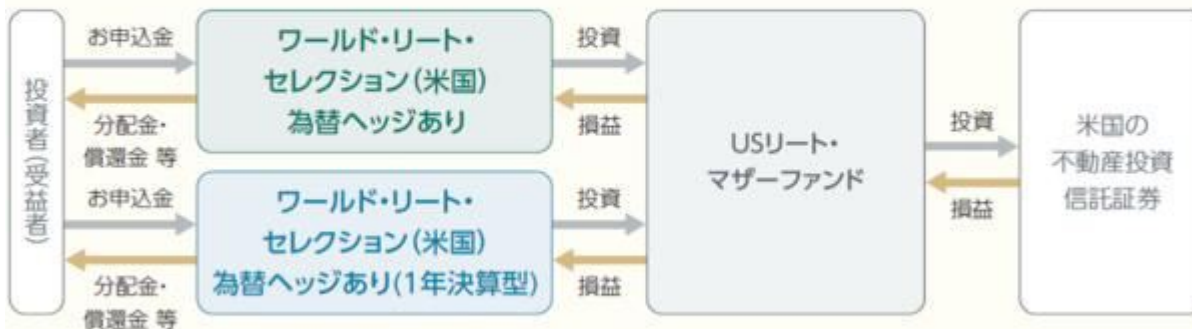 投資者(受益者)
お申込金
分配金・
償還金 等
ワールド・リート・
セレクション(米国)
為替ヘッジあり
投資
損益
お申込金
分配金・
償還金 等
ワールド・リート・
セレクション(米国)
為替ヘッジあり(1年決算型)
投資
損益
USリート・
マザーファンド
投資
損益
米国の
不動産投資
信託証券